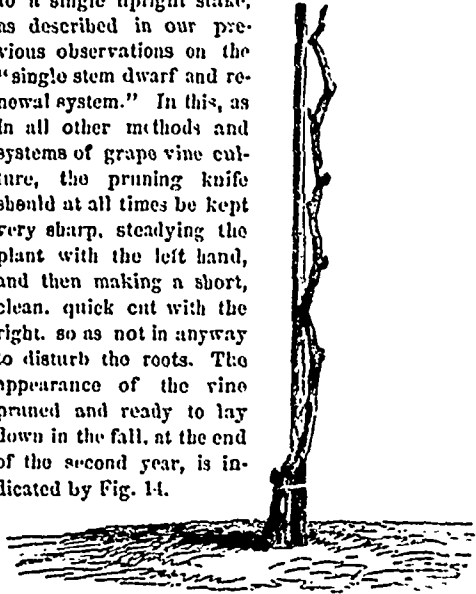 to a single upright stake,
as described in our pre-
vious observations on the
"single stem dwarf and re-
newal system." In this, as
in all other methods and
systems of grape vine cul-
ture, the pruning knife
should at all times be kept
very sharp, steadying the
plant with the left hand,
and then making a short,
clean, quick cut with the
right, so as not in anyway
to disturb the roots. The
appearance of the vine
pruned and ready to lay
down in the fall, at the end
of the second year, is in-
dicated by Fig. 14.